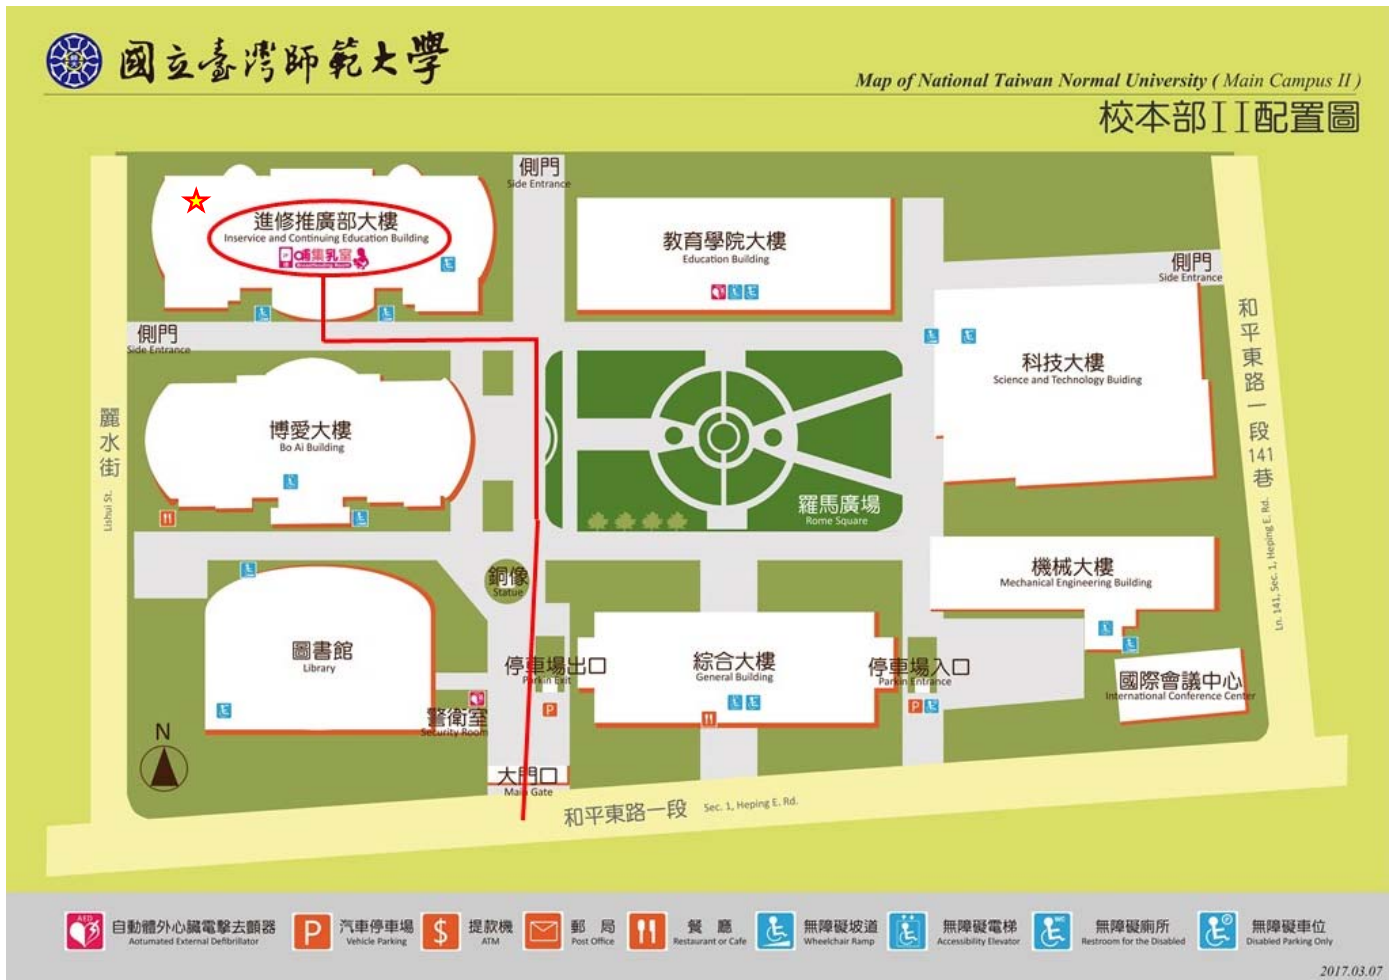 國立臺灣師範大學
Map of National Taiwan Normal University ( Main Campus II )
校本部II配置圖
側門
Side Entrance
進修推廣部大樓
Inservice and Continuing Education Building
哺集乳室
Breastfeeding Room
教育學院大樓
Education Building
側門
Side Entrance
側門
Side Entrance
科技大樓
Science and Technology Buiding
和平東路一段141巷
Ln. 141, Sec. 1, Heping E. Rd.
麗水街
Lishui St.
博愛大樓
Bo Ai Building
羅馬廣場
Rome Square
銅像
Statue
機械大樓
Mechanical Engineering Building
圖書館
Library
停車場出口
Parkin Exit
P
綜合大樓
General Building
停車場入口
Parkin Entrance
P
國際會議中心
International Conference Center
警衛室
Security Room
N
大門口
Main Gate
和平東路一段 Sec. 1, Heping E. Rd.
AED
自動體外心臟電擊去顫器
Aotumated External Defibrillator
P
汽車停車場
Vehicle Parking
$
提款機
ATM
郵局
Post Office
餐廳
Restaurant or Cafe
無障礙坡道
Wheelchair Ramp
無障礙電梯
Accessibility Elevator
WC
無障礙廁所
Restroom for the Disabled
P
無障礙車位
Disabled Parking Only
2017.03.07